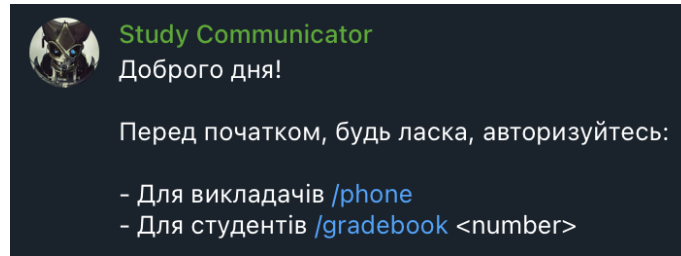 Study Communicator
Доброго дня!
Перед початком, будь ласка, авторизуйтесь:
- Для викладачів /phone
- Для студентів /gradebook <number>